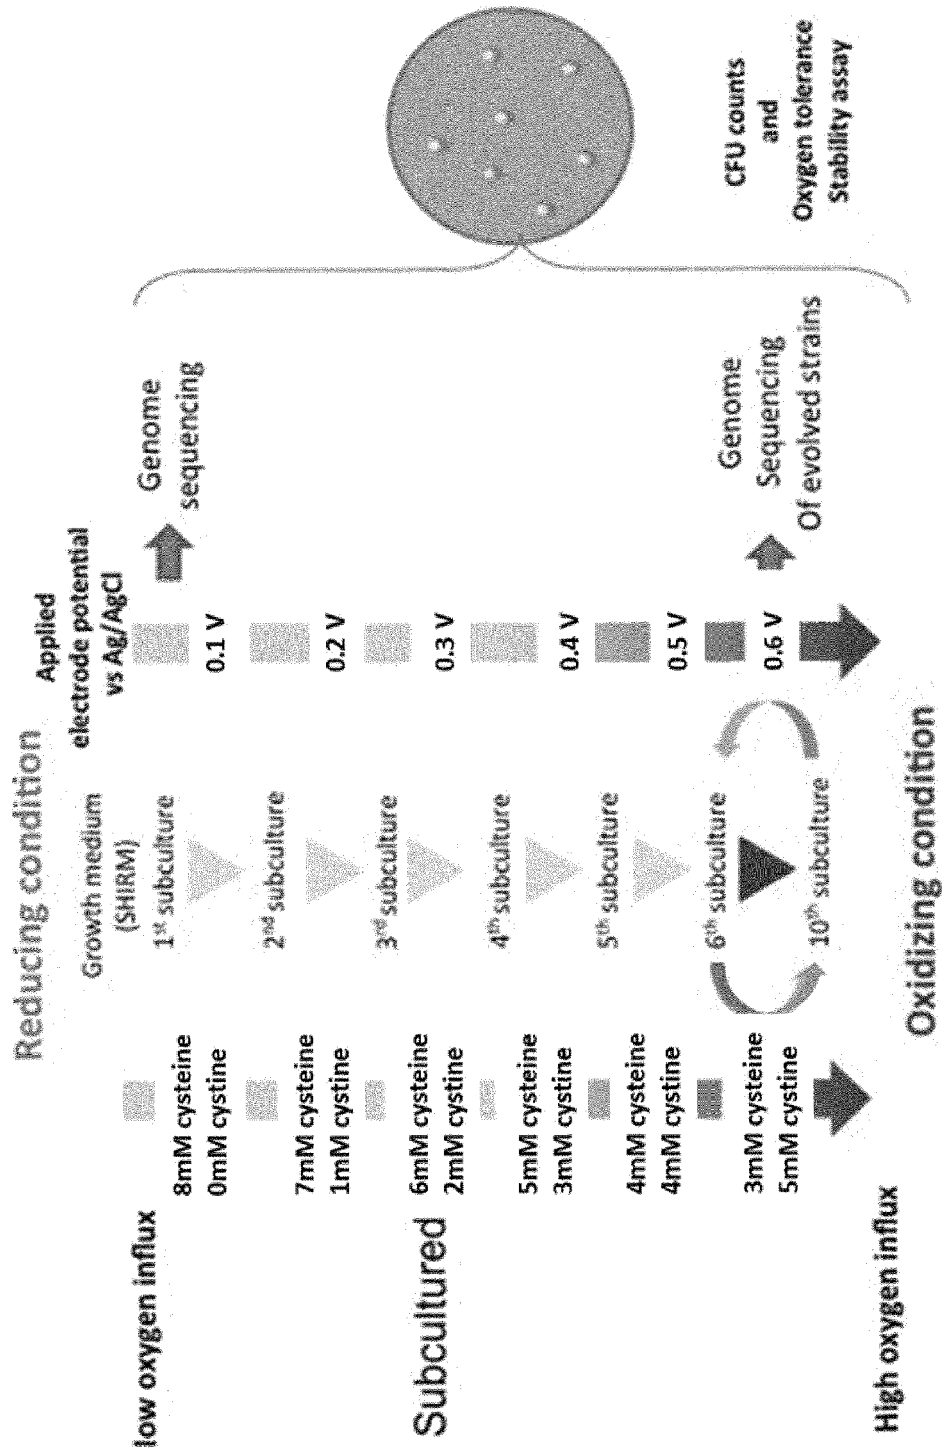 Reducing condition
Growth medium
(SHIRM)
Applied
electrode potential
vs Ag/AgCl
low oxygen influx
Subcultured
High oxygen influx
8mM cysteine
0mM cystine
7mM cysteine
1mM cystine
6mM cysteine
2mM cystine
5mM cysteine
3mM cystine
4mM cysteine
4mM cystine
3mM cysteine
5mM cystine
1st subculture
2nd subculture
3rd subculture
4th subculture
5th subculture
6th subculture
10th subculture
0.1 V
0.2 V
0.3 V
0.4 V
0.5 V
0.6 V
Genome
sequencing
Genome
Sequencing
Of evolved strains
CFU counts
and
Oxygen tolerance
Stability assay
Oxidizing condition